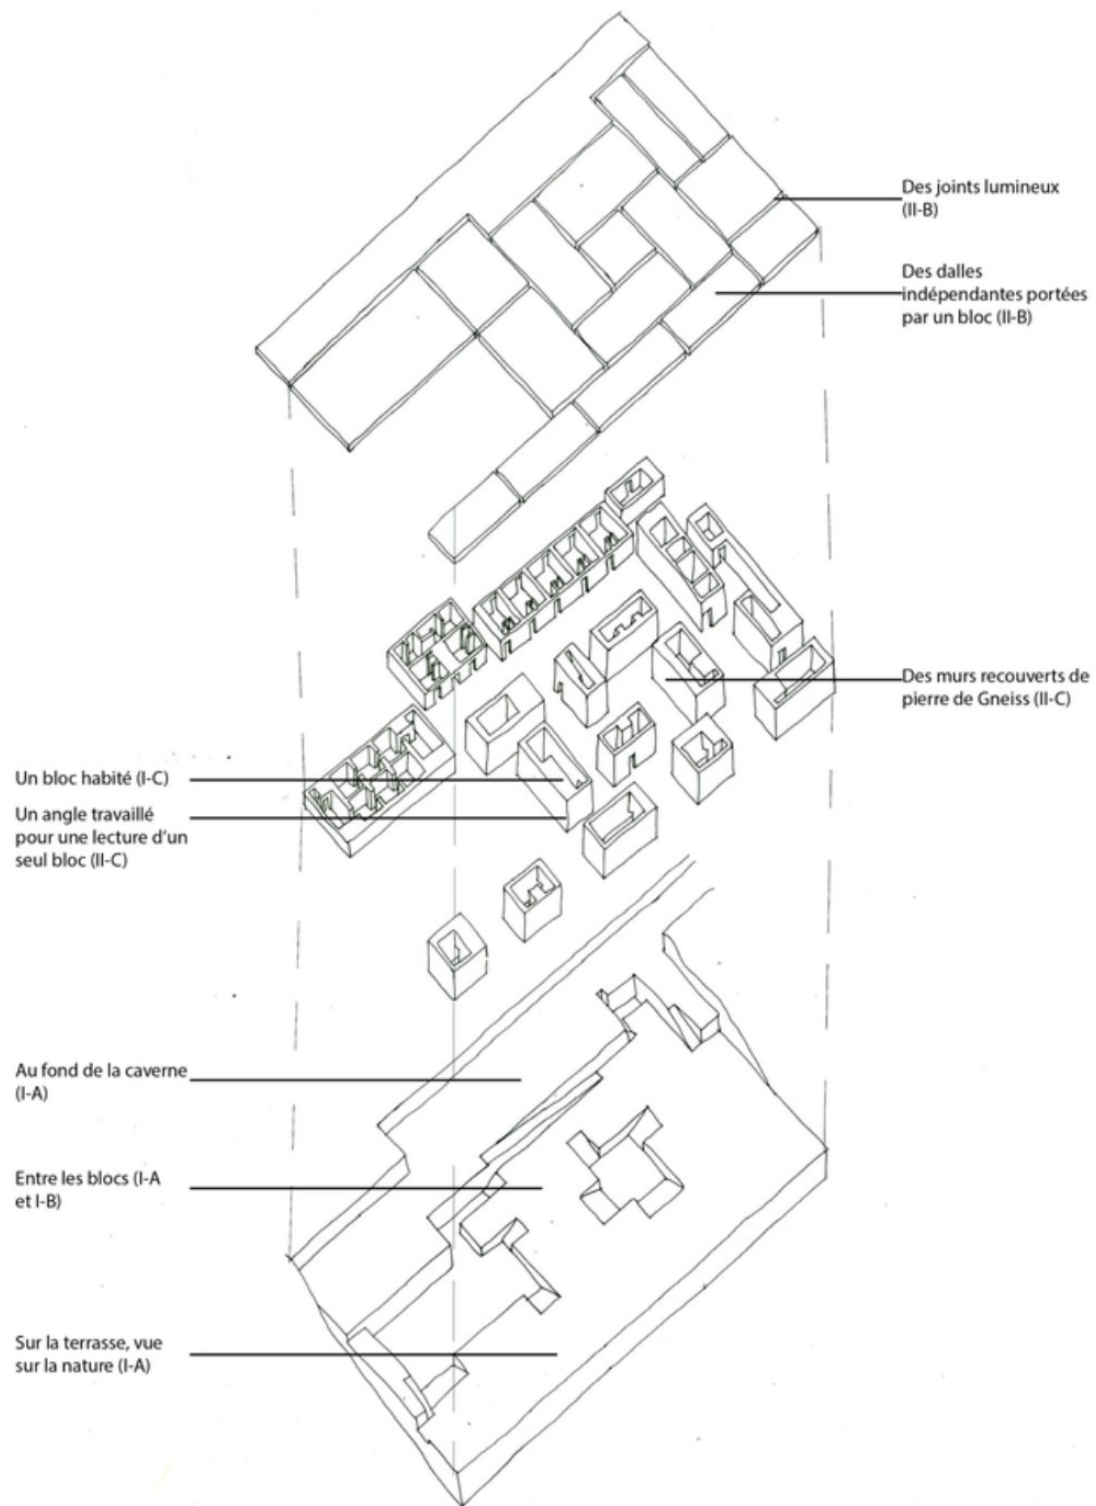 Des joints lumineux
(II-B)
Des dalles
indépendantes portées
par un bloc (II-B)
Des murs recouverts de
pierre de Gneiss (II-C)
Un bloc habité (I-C)
Un angle travaillé
pour une lecture d'un
seul bloc (II-C)
Au fond de la caverne
(I-A)
Entre les blocs (I-A
et I-B)
Sur la terrasse, vue
sur la nature (I-A)